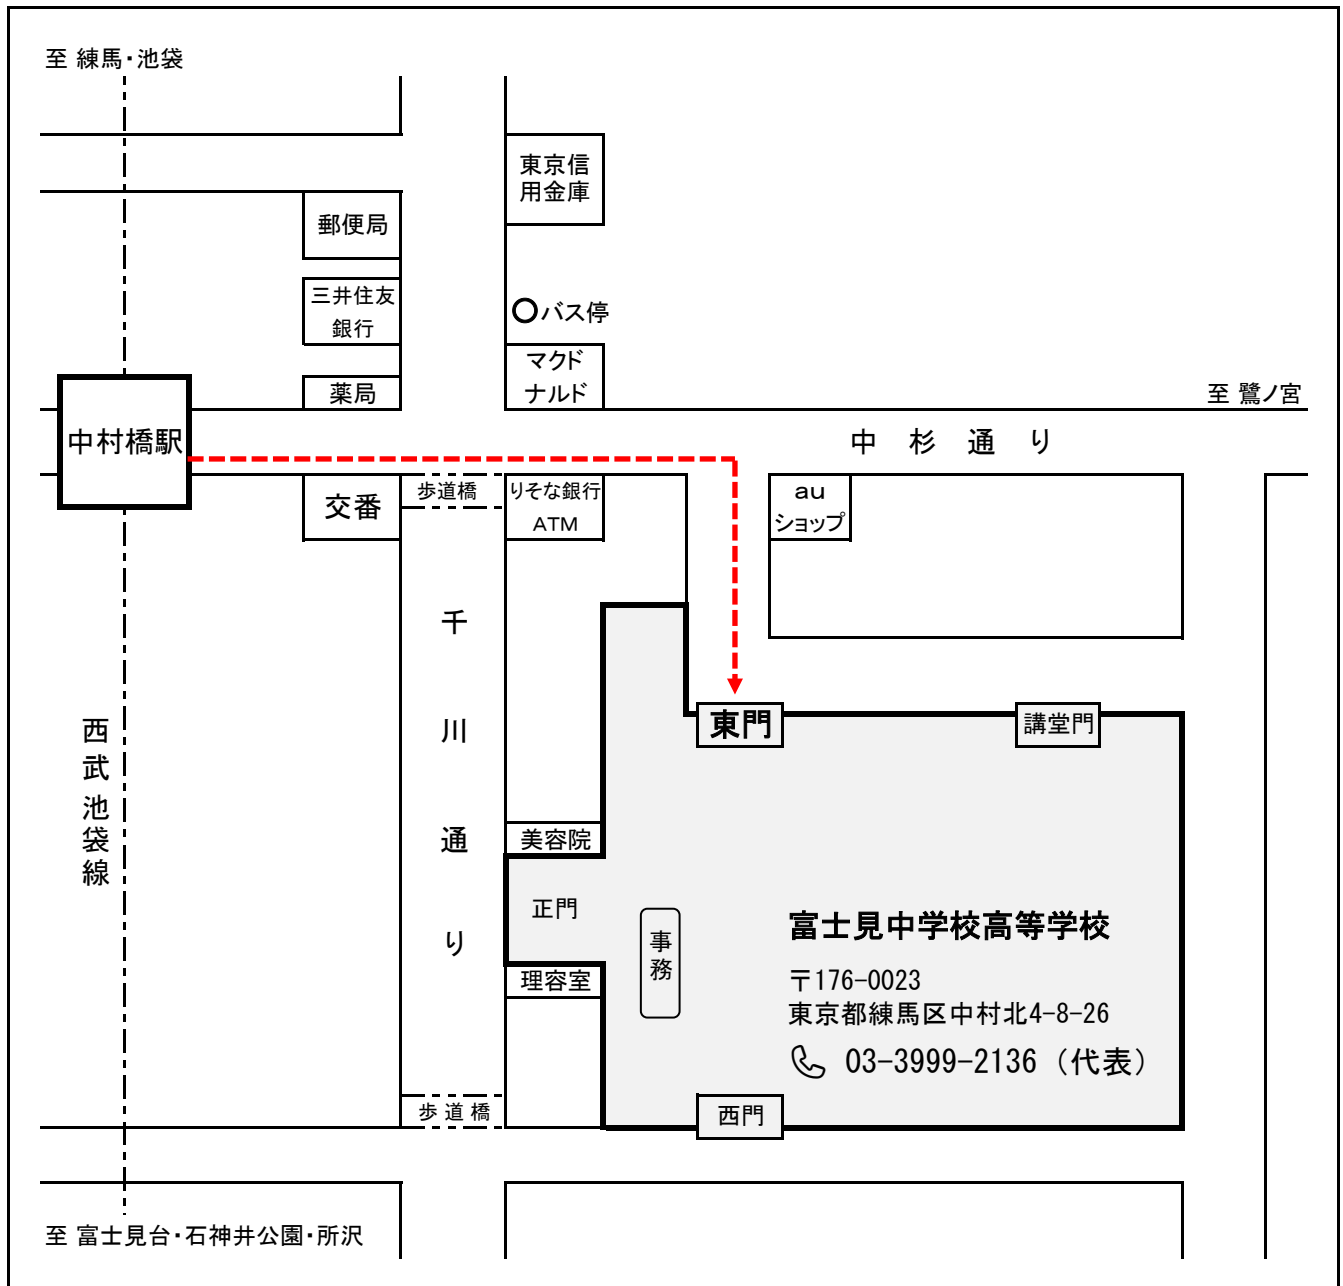 至 練馬・池袋
東京信
用金庫
郵便局
三井住友
銀行
バス停
マクド
ナルド
薬局
至 鷺ノ宮
中村橋駅
中杉通り
交番
歩道橋
りそな銀行
ATM
au
ショップ
千川通り
西武池袋線
東門
講堂門
美容院
正門
事務
理容室
富士見中学校高等学校
〒176-0023
東京都練馬区中村北4-8-26
03-3999-2136（代表）
歩道橋
西門
至 富士見台・石神井公園・所沢